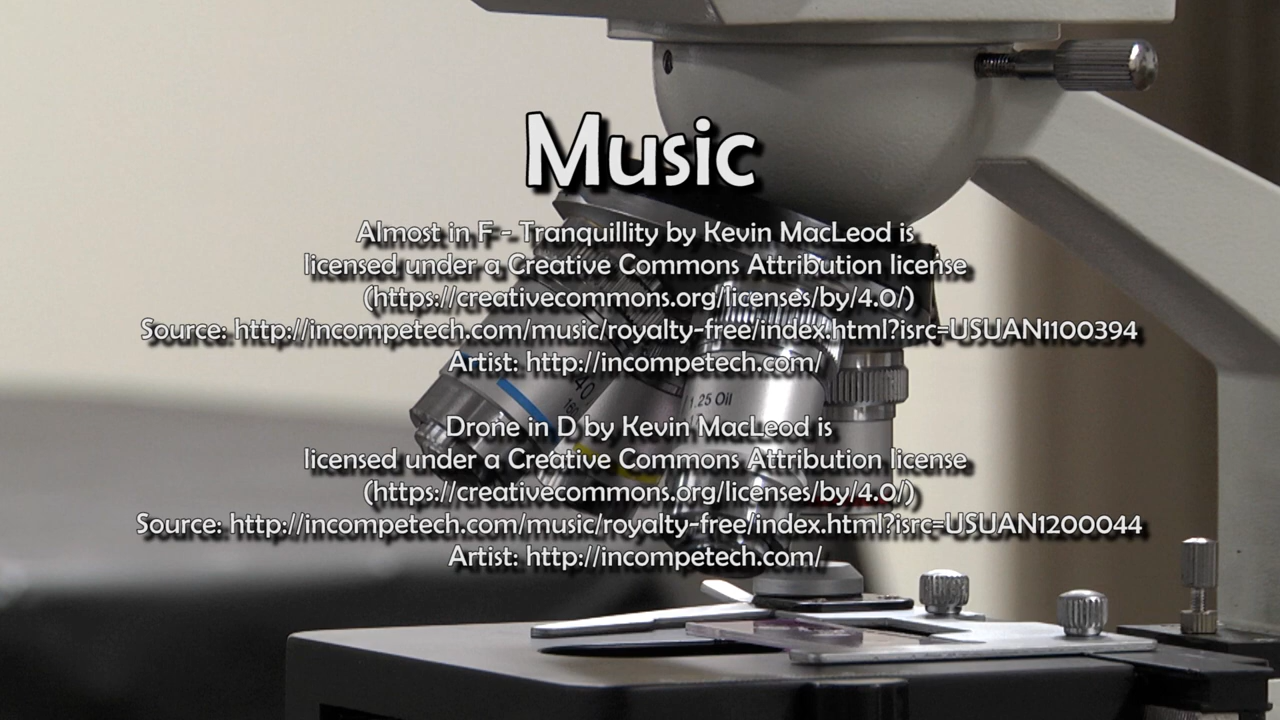 Music
Almost in F - Tranquillity by Kevin MacLeod is
licensed under a Creative Commons Attribution license
(https://creativecommons.org/licenses/by/4.0/)
Source: http://incompetech.com/music/royalty-free/index.html?isrc=USUAN1100394
Artist: http://incompetech.com/
40
1.25 Oil
Drone in D by Kevin MacLeod is
licensed under a Creative Commons Attribution license
(https://creativecommons.org/licenses/by/4.0/)
Source: http://incompetech.com/music/royalty-free/index.html?isrc=USUAN1200044
Artist: http://incompetech.com/